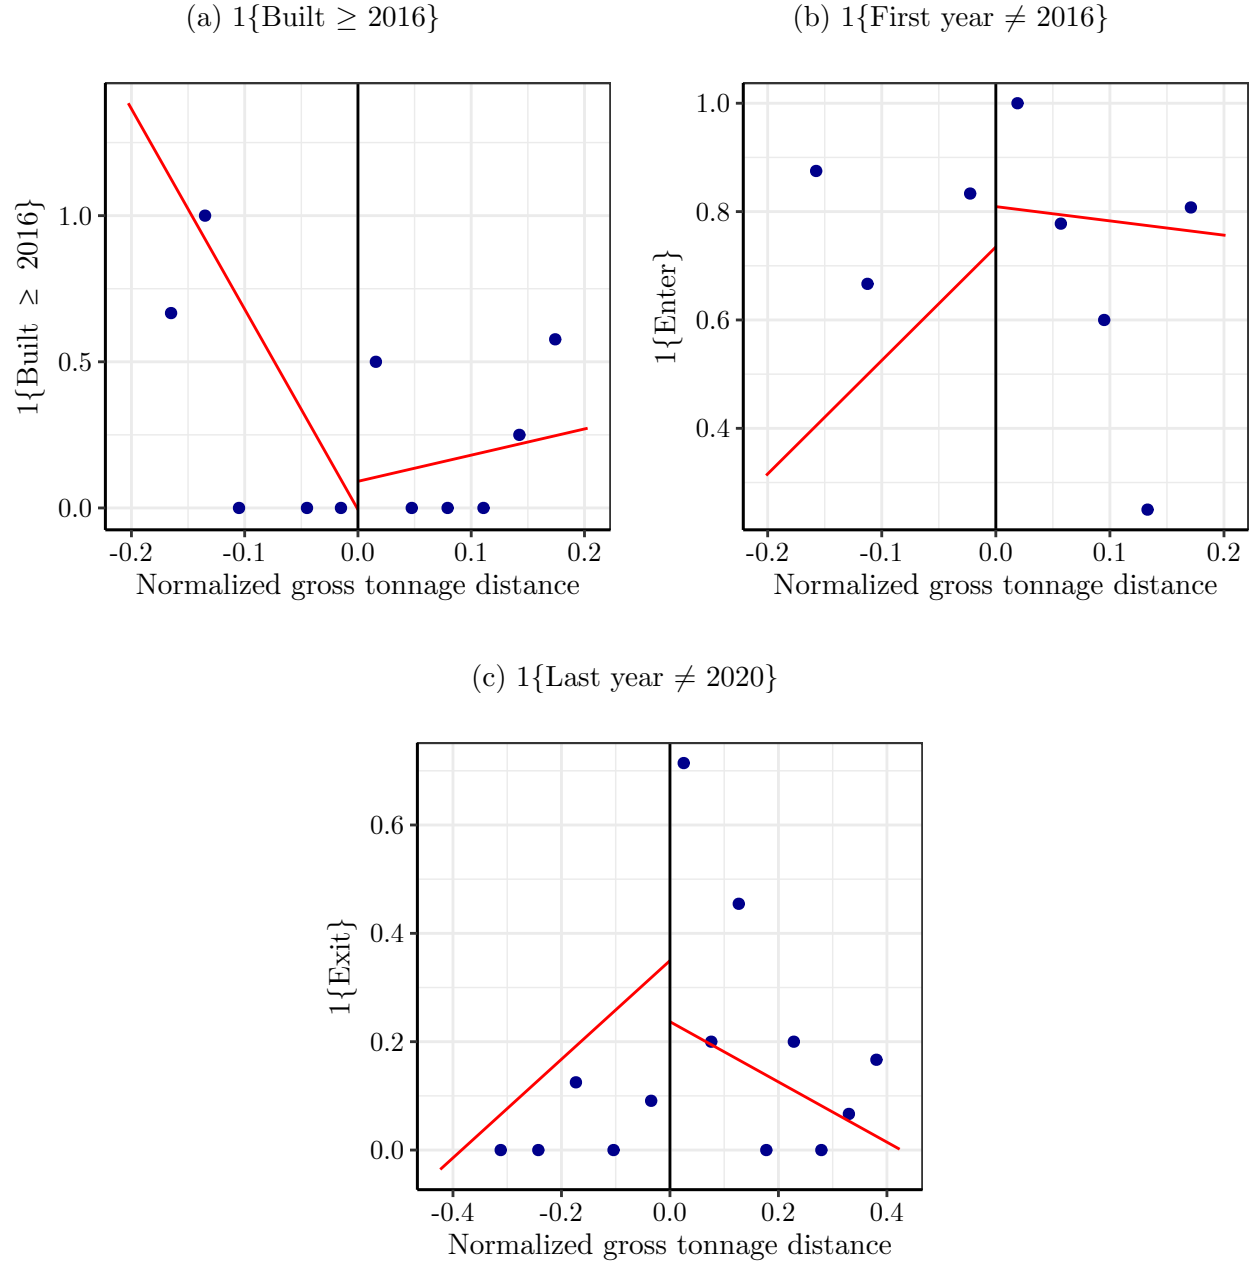 (a) 1{Built ≥ 2016}
1{Built ≥ 2016}
1.0
0.5
0.0
-0.2 -0.1 0.0 0.1 0.2
Normalized gross tonnage distance
(b) 1{First year ≠ 2016}
1{Enter}
1.0
0.8
0.6
0.4
-0.2 -0.1 0.0 0.1 0.2
Normalized gross tonnage distance
(c) 1{Last year ≠ 2020}
1{Exit}
0.6
0.4
0.2
0.0
-0.4 -0.2 0.0 0.2 0.4
Normalized gross tonnage distance